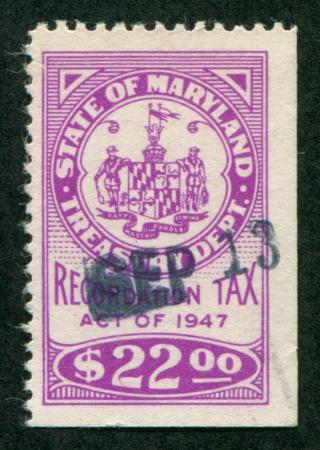 STATE OF MARYLAND
TREASURY DEPT.
SEP 13
RECORDATION TAX
ACT OF 1947
$22.00